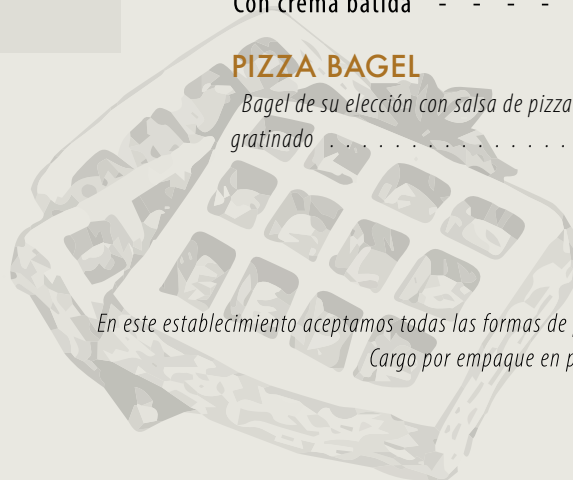 Con crema batida - - - -
PIZZA BAGEL
Bagel de su elección con salsa de pizza
gratinado . . . . . . . . . . . . . . .
En este establecimiento aceptamos todas las formas de
Cargo por empaque en p